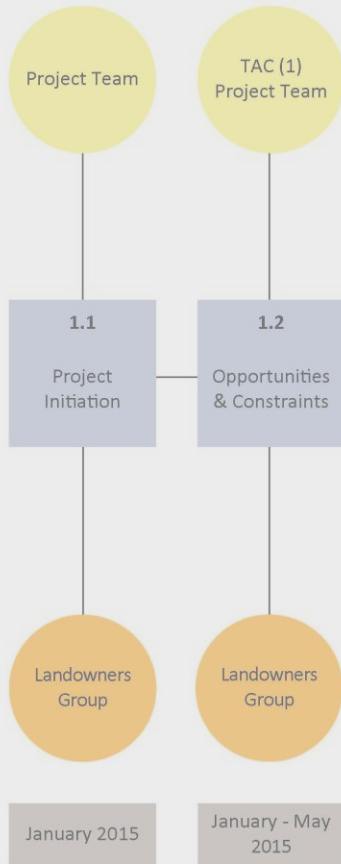 Project Team
TAC (1)
Project Team
1.1
Project
Initiation
1.2
Opportunities
& Constraints
Landowners
Group
Landowners
Group
January 2015
January - May
2015